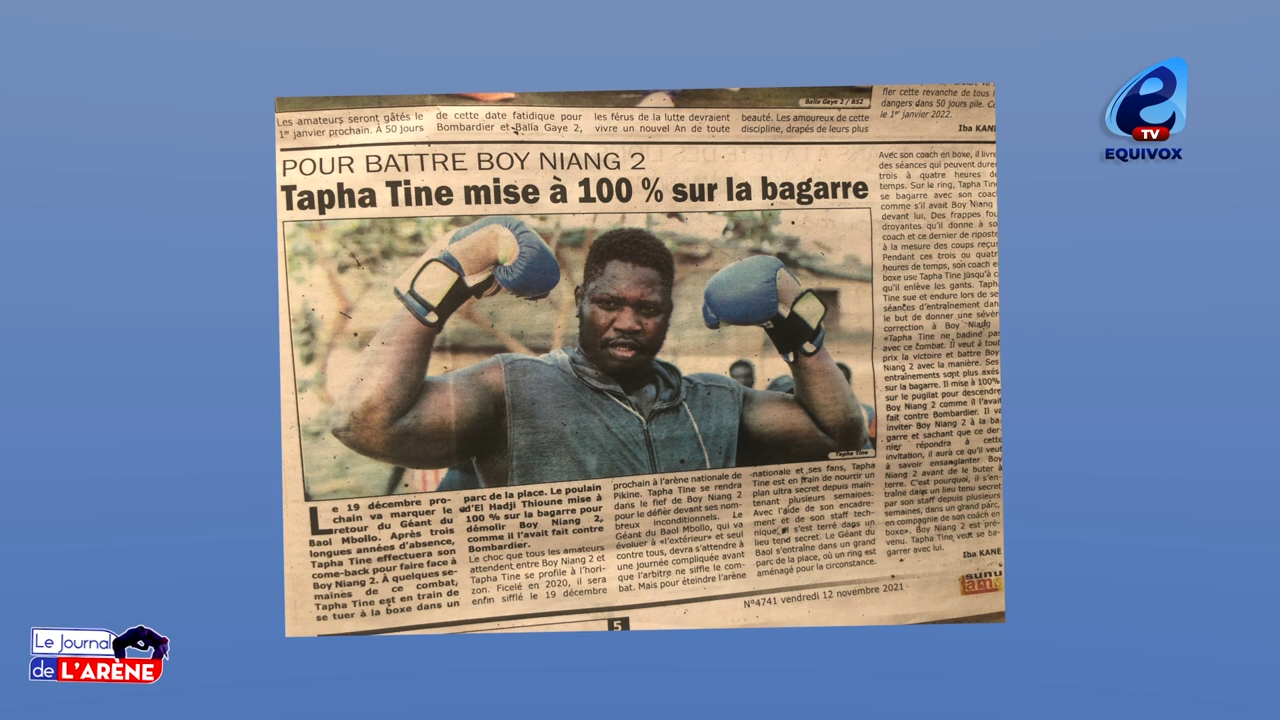 Balla Gaye 2 / BS2
Les amateurs seront gâtés le
1er janvier prochain. À 50 jours
de cette date fatidique pour
Bombardier et Balla Gaye 2,
les férus de la lutte devraient
vivre un nouvel An de toute
beauté. Les amoureux de cette
discipline, drapés de leurs plus
fier cette revanche de tous l
dangers dans 50 jours pile. C
le 1er janvier 2022.
Iba KANE
POUR BATTRE BOY NIANG 2
Tapha Tine mise à 100 % sur la bagarre
Tapha Tine
Le 19 décembre pro-
chain va marquer le
retour du Géant du
Baol Mbollo. Après trois
longues années d'absence,
Tapha Tine effectuera son
come-back pour faire face à
Boy Niang 2. À quelques se-
maines de ce combat,
Tapha Tine est en train de
se tuer à la boxe dans un
parc de la place. Le poulain
d'El Hadji Thioune mise à
100 % sur la bagarre pour
démolir Boy Niang 2,
comme il l'avait fait contre
Bombardier.
Le choc que tous les amateurs
attendent entre Boy Niang 2 et
Tapha Tine se profile à l'hori-
zon. Ficelé en 2020, il sera
enfin sifflé le 19 décembre
prochain à l'arène nationale de
Pikine. Tapha Tine se rendra
dans le fief de Boy Niang 2
pour le défier devant ses nom-
breux inconditionnels. Le
Géant du Baol Mbollo, qui va
évoluer à «l'extérieur» et seul
contre tous, devra s'attendre à
une journée compliquée avant
que l'arbitre ne siffle le com-
bat. Mais pour éteindre l'arène
nationale et ses fans, Tapha
Tine est en train de nourrir un
plan ultra secret depuis main-
tenant plusieurs semaines.
Avec l'aide de son encadre-
ment et de son staff tech-
nique, il s'est terré dans un
lieu tend secret. Le Géant du
Baol s'entraîne dans un grand
parc de la place, où un ring est
aménagé pour la circonstance.
Avec son coach en boxe, il livre
des séances qui peuvent dure
trois à quatre heures de
temps. Sur le ring, Tapha Tin
se bagarre avec son coac
comme s'il avait Boy Niang
devant lui. Des frappes fou
droyantes qu'il donne à so
coach et ce dernier de riposte
à la mesure des coups reçus
Pendant ces trois ou quatr
heures de temps, son coach e
boxe use Tapha Tine jusqu'à c
qu'il enlève les gants. Taph
Tine sue et endure lors de se
séances d'entraînement dan
le but de donner une sévèr
correction à Boy Niang
«Tapha Tine ne badine pas
avec ce combat. Il veut à tout
prix la victoire et battre Boy
Niang 2 avec la manière. Ses
entraînements sont plus axés
sur la bagarre. Il mise à 100%
sur le pugilat pour descendre
Boy Niang 2 comme il l'avait
fait contre Bombardier. Il va
inviter Boy Niang 2 à la ba-
garre et sachant que ce der-
nier répondra à cette
invitation, il aura ce qu'il veut
à savoir ensanglanter Boy
Niang 2 avant de le buter à
terre. C'est pourquoi, il s'en-
traîne dans un lieu tenu secret
par son staff depuis plusieurs
semaines, dans un grand parc,
en compagnie de son coach en
boxe». Boy Niang 2 est pré-
venu. Tapha Tine veut se ba-
garrer avec lui.
Iba KANE
N°4741 vendredi 12 novembre 2021
sunu
lamb
5
e
TV
EQUIVOX
Le Journal
de L'ARÈNE